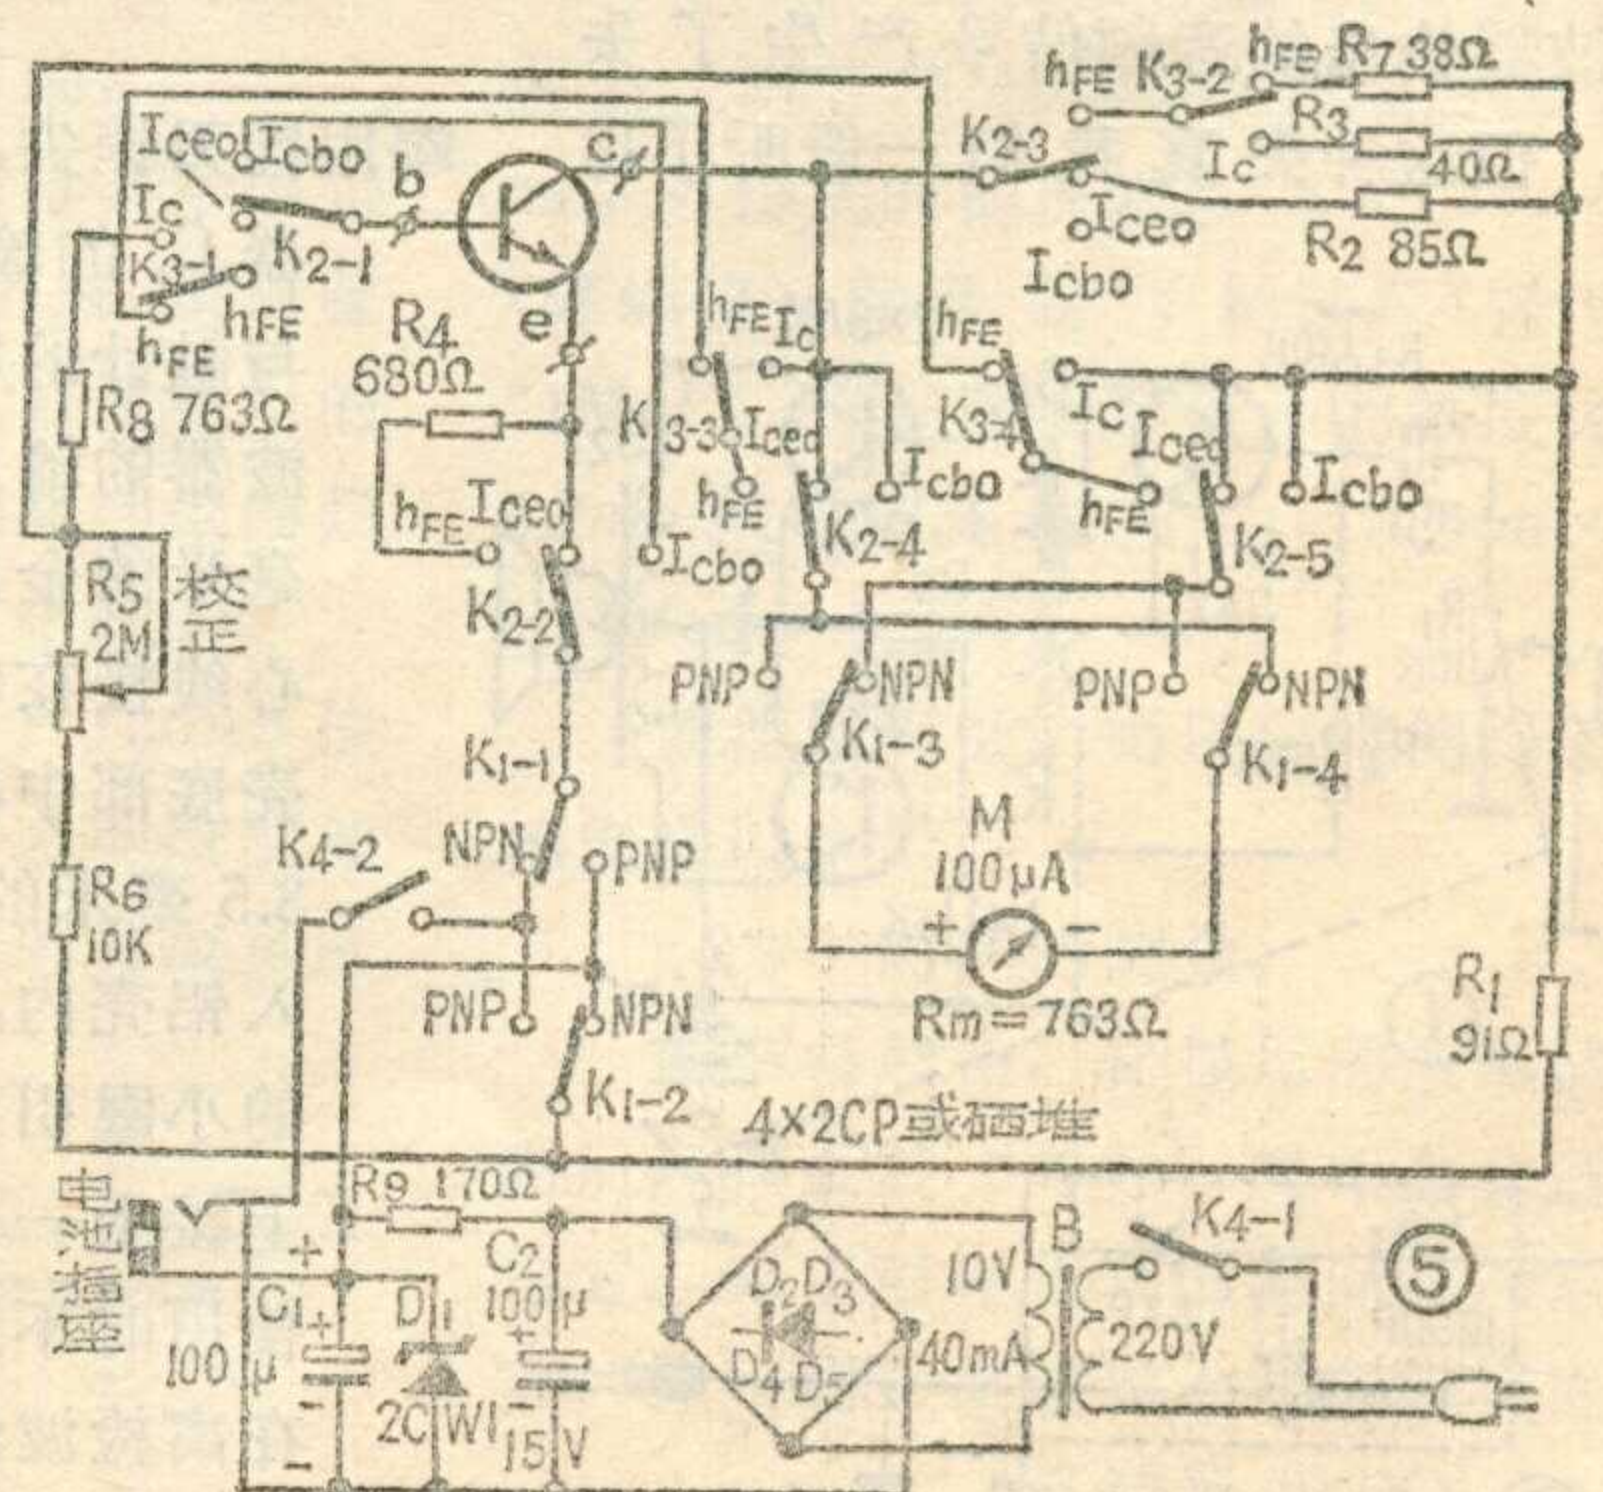 hFE K3-2 hFE R7 38Ω
K2-3
Ic R3 40Ω
Iceo
Icbo
R2 85Ω
Iceo Icbo
b
c
Ic
K3-1
K2-1
hFE
hFE
e
R8 763Ω
R4
680Ω
hFE Iceo
Icbo
K2-2
hFE Ic
K3-3 Iceo
hFE
Icbo
K2-4
hFE
Ic
K3-4
Iceo
hFE
Icbo
K2-5
R5
2M
校正
PNP NPN
K1-3
PNP NPN
K1-4
K1-1
K4-2 NPN PNP
M
100μA
+ -
Rm=763Ω
R6
10K
PNP NPN
K1-2
R1
91Ω
4×2CP或硒堆
电源插座
R9 170Ω
+
C1
+
100μ
-
-
D1
2CW1
C2
100μ
+
-
15V
D2 D3
D4 D5
10V
40mA
B
K4-1
220V
⑤